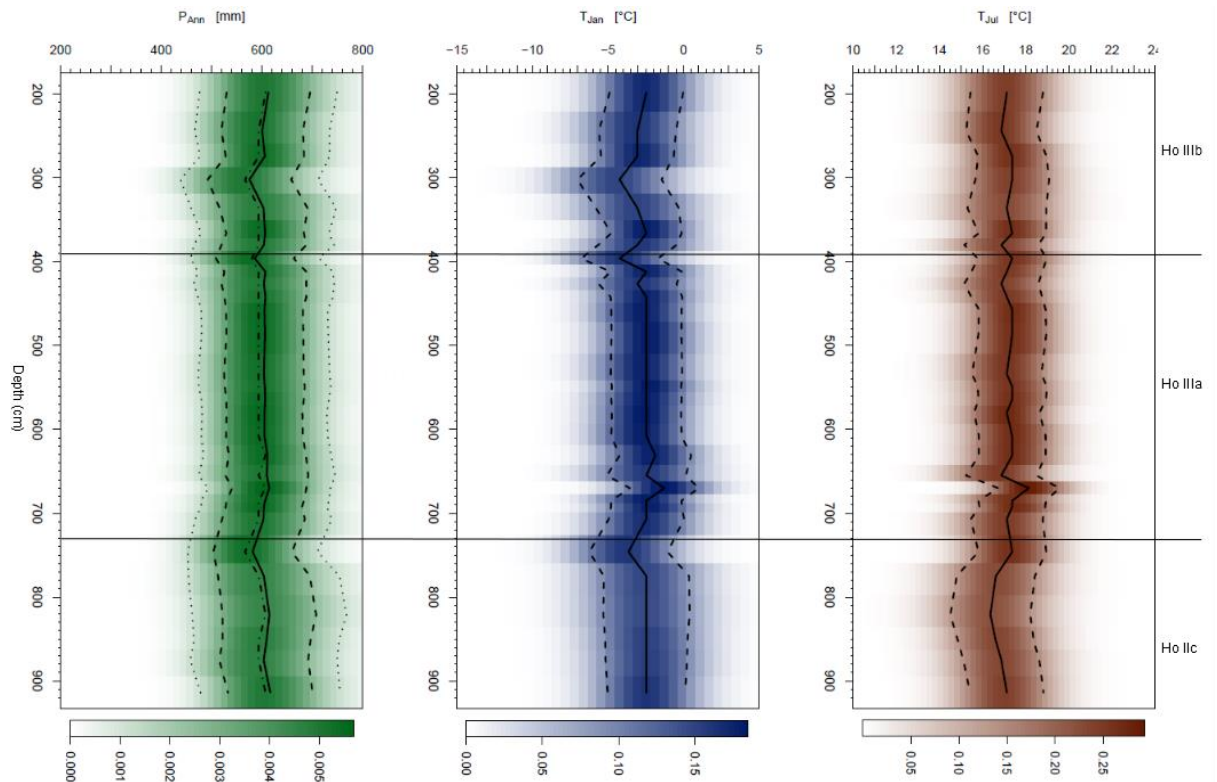 P Ann [mm]
T Jan [°C]
T Jul [°C]
200 400 600 800
−15 −10 −5 0 5
10 12 14 16 18 20 22 24
200 300 400 500 600 700 800 900
200 300 400 500 600 700 800 900
200 300 400 500 600 700 800 900
Depth (cm)
Ho IIIb
Ho IIIa
Ho IIc
0.000 0.001 0.002 0.003 0.004 0.005
0.00 0.05 0.10 0.15
0.05 0.10 0.15 0.20 0.25